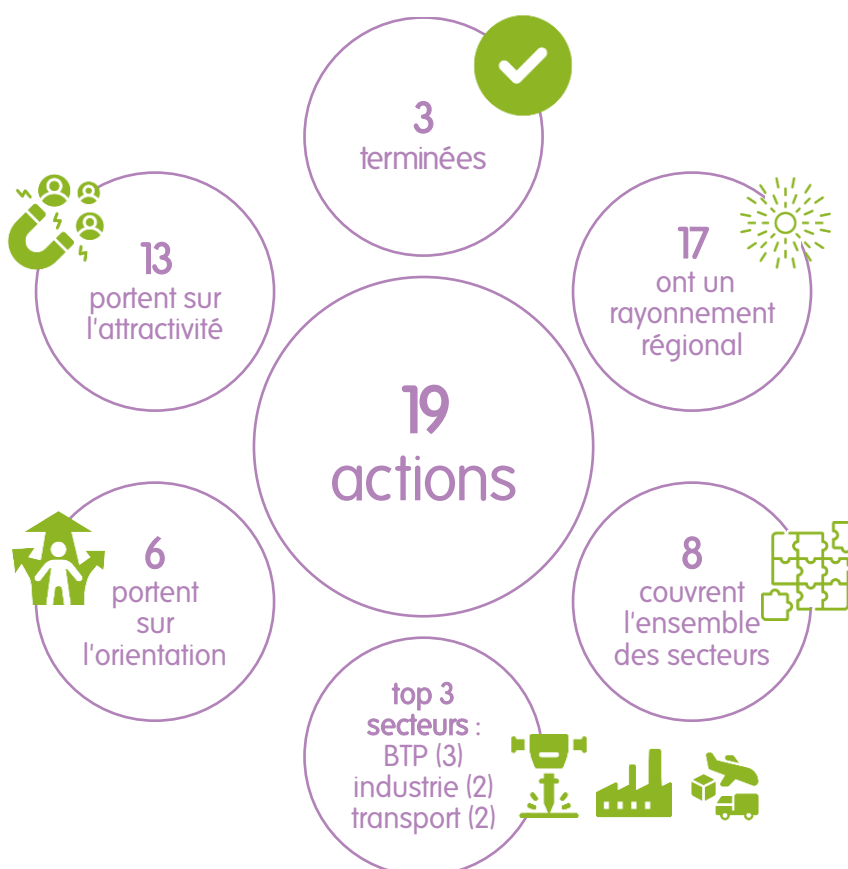 3
terminées
13
portent sur
l'attractivité
17
ont un
rayonnement
régional
19
actions
6
portent
sur
l'orientation
8
couvrent
l'ensemble
des secteurs
top 3
secteurs :
BTP (3)
industrie (2)
transport (2)